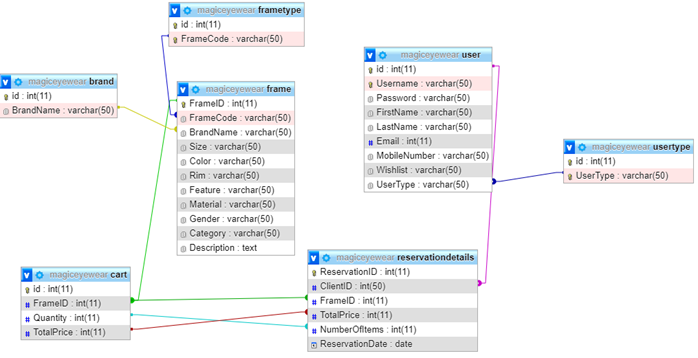 magiceyewear frametype
id : int(11)
FrameCode : varchar(50)
magiceyewear brand
id : int(11)
BrandName : varchar(50)
magiceyewear frame
FrameID : int(11)
FrameCode : varchar(50)
BrandName : varchar(50)
Size : varchar(50)
Color : varchar(50)
Rim : varchar(50)
Feature : varchar(50)
Material : varchar(50)
Gender : varchar(50)
Category : varchar(50)
Description : text
magiceyewear user
id : int(11)
Username : varchar(50)
Password : varchar(50)
FirstName : varchar(50)
LastName : varchar(50)
Email : int(11)
MobileNumber : varchar(50)
Wishlist : varchar(50)
UserType : varchar(50)
magiceyewear usertype
id : int(11)
UserType : varchar(50)
magiceyewear cart
id : int(11)
FrameID : int(11)
Quantity : int(11)
TotalPrice : int(11)
magiceyewear reservationdetails
ReservationID : int(11)
ClientID : int(50)
FrameID : int(11)
TotalPrice : int(11)
NumberOfItems : int(11)
ReservationDate : date